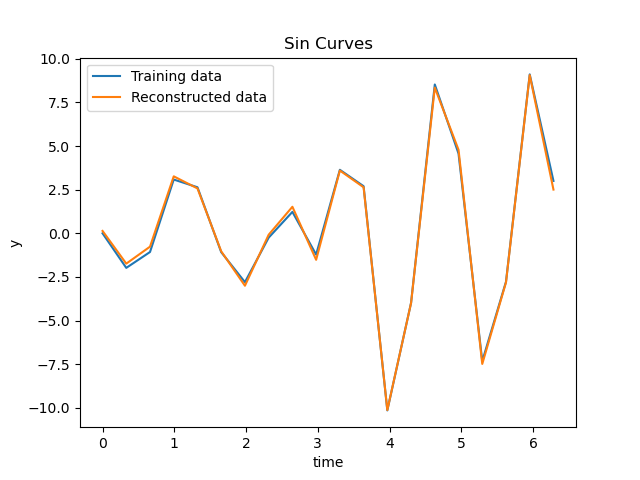 Sin Curves
Training data
Reconstructed data
10.0
7.5
5.0
2.5
0.0
−2.5
−5.0
−7.5
−10.0
y
0 1 2 3 4 5 6
time